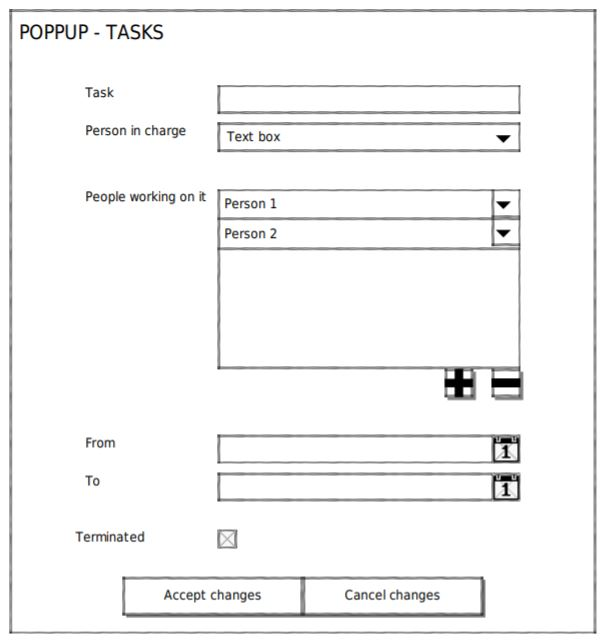 POPPUP - TASKS
Task
Person in charge
Text box
People working on it
Person 1
Person 2
From
1
To
1
Terminated
Accept changes
Cancel changes